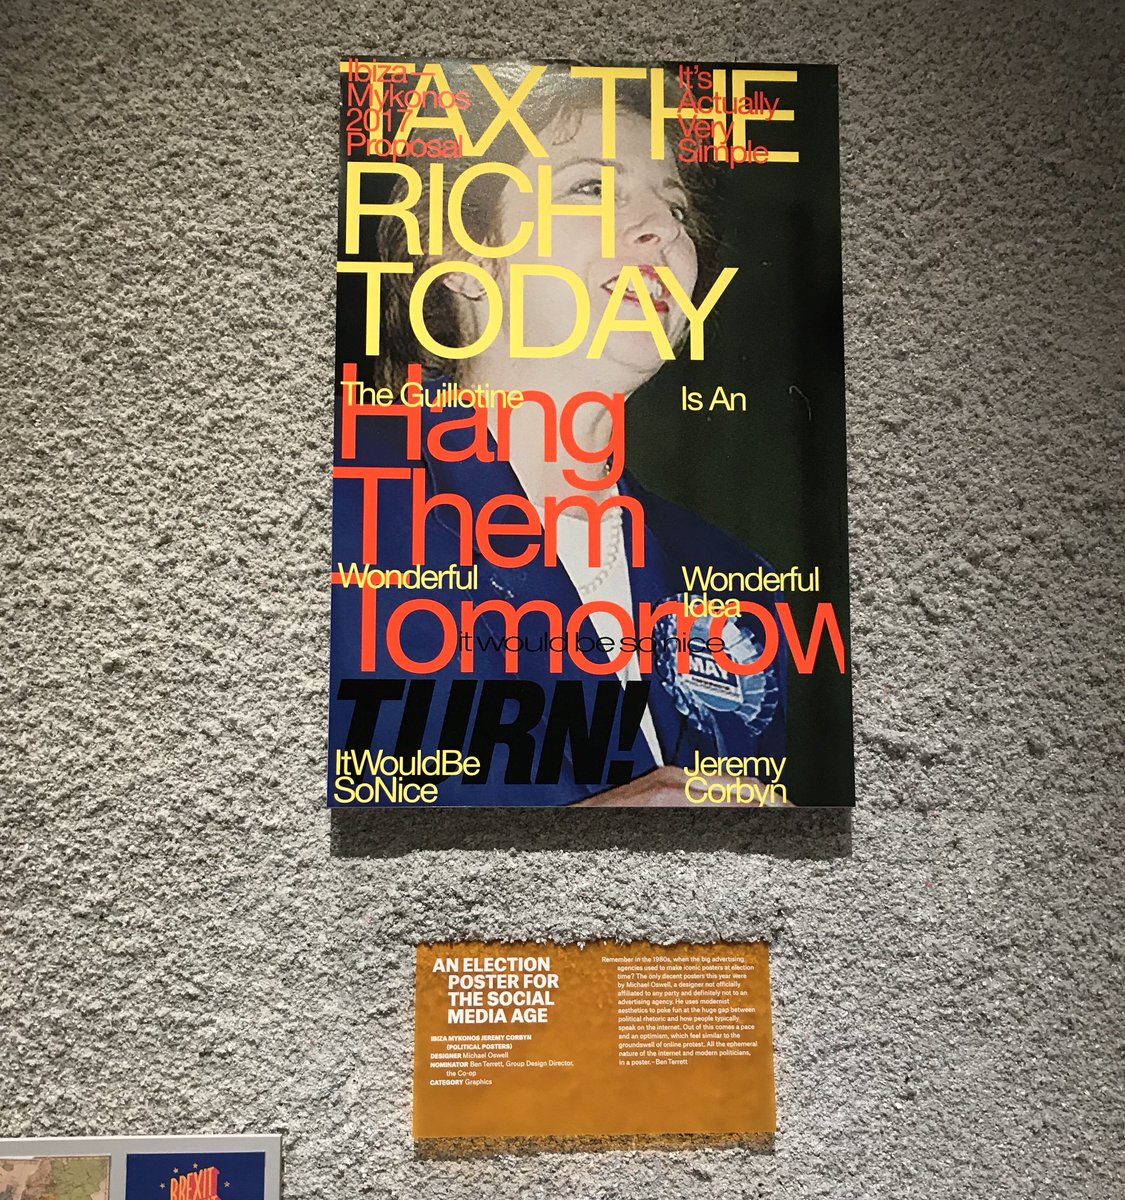 TAX THE
RICH
TODAY
Ibiza —
Mykonos
2017
Proposal
It's
Actually
Very
Simple
Hang
Them
Tomorrow
The Guillotine
Is An
Wonderful
Wonderful
Idea
it would be so nice
MAY
TURN!
ItWouldBe
SoNice
Jeremy
Corbyn
AN ELECTION
POSTER FOR
THE SOCIAL
MEDIA AGE
IBIZA MYKONOS JEREMY CORBYN
(POLITICAL POSTERS)
DESIGNER Michael Oswell
NOMINATOR Ben Terrett, Group Design Director,
the Co-op
CATEGORY Graphics
Remember in the 1980s, when the big advertising
agencies used to make iconic posters at election
time? The only decent posters this year were
by Michael Oswell, a designer not officially
affiliated to any party and definitely not to an
advertising agency. He uses modernist
aesthetics to poke fun at the huge gap between
political rhetoric and how people typically
speak on the internet. Out of this comes a pace
and an optimism, which feel similar to the
groundswell of online protest. All the ephemeral
nature of the internet and modern politicians,
in a poster. – Ben Terrett
BREXIT